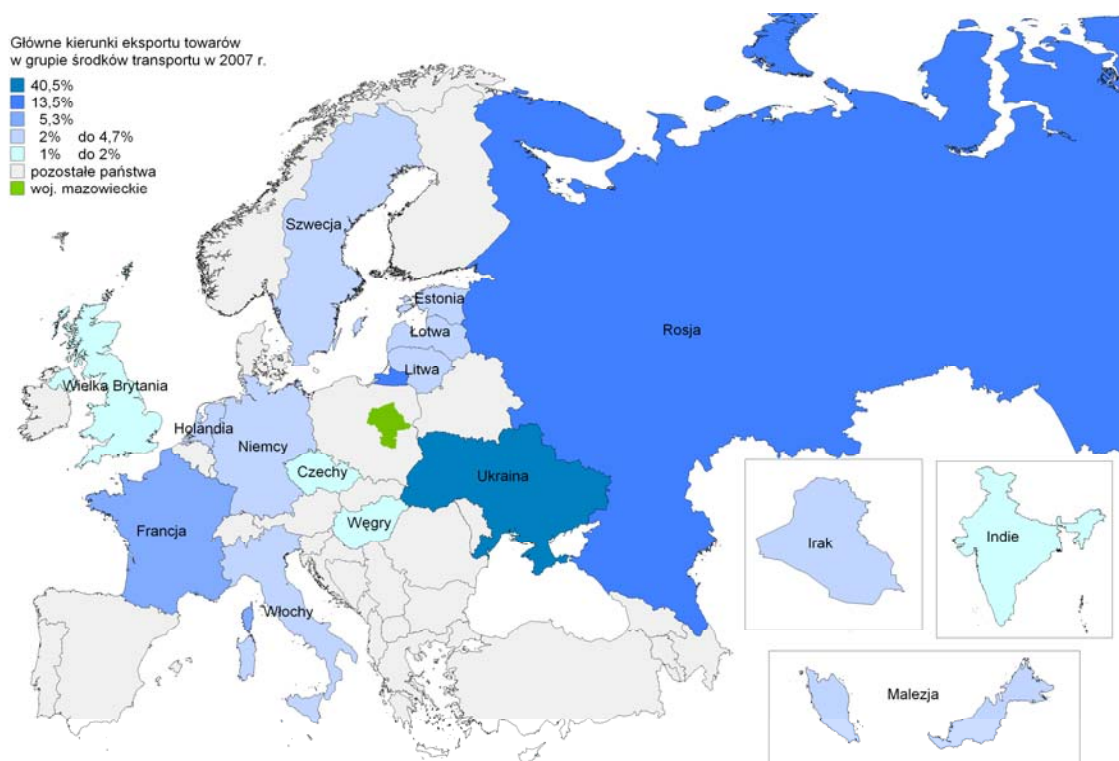 Główne kierunki eksportu towarów
w grupie środków transportu w 2007 r.
40,5%
13,5%
5,3%
2% do 4,7%
1% do 2%
pozostałe państwa
woj. mazowieckie
Szwecja
Estonia
Łotwa
Rosja
Litwa
Wielka Brytania
Holandia
Niemcy
Czechy
Ukraina
Francja
Węgry
Irak
Indie
Włochy
Malezja